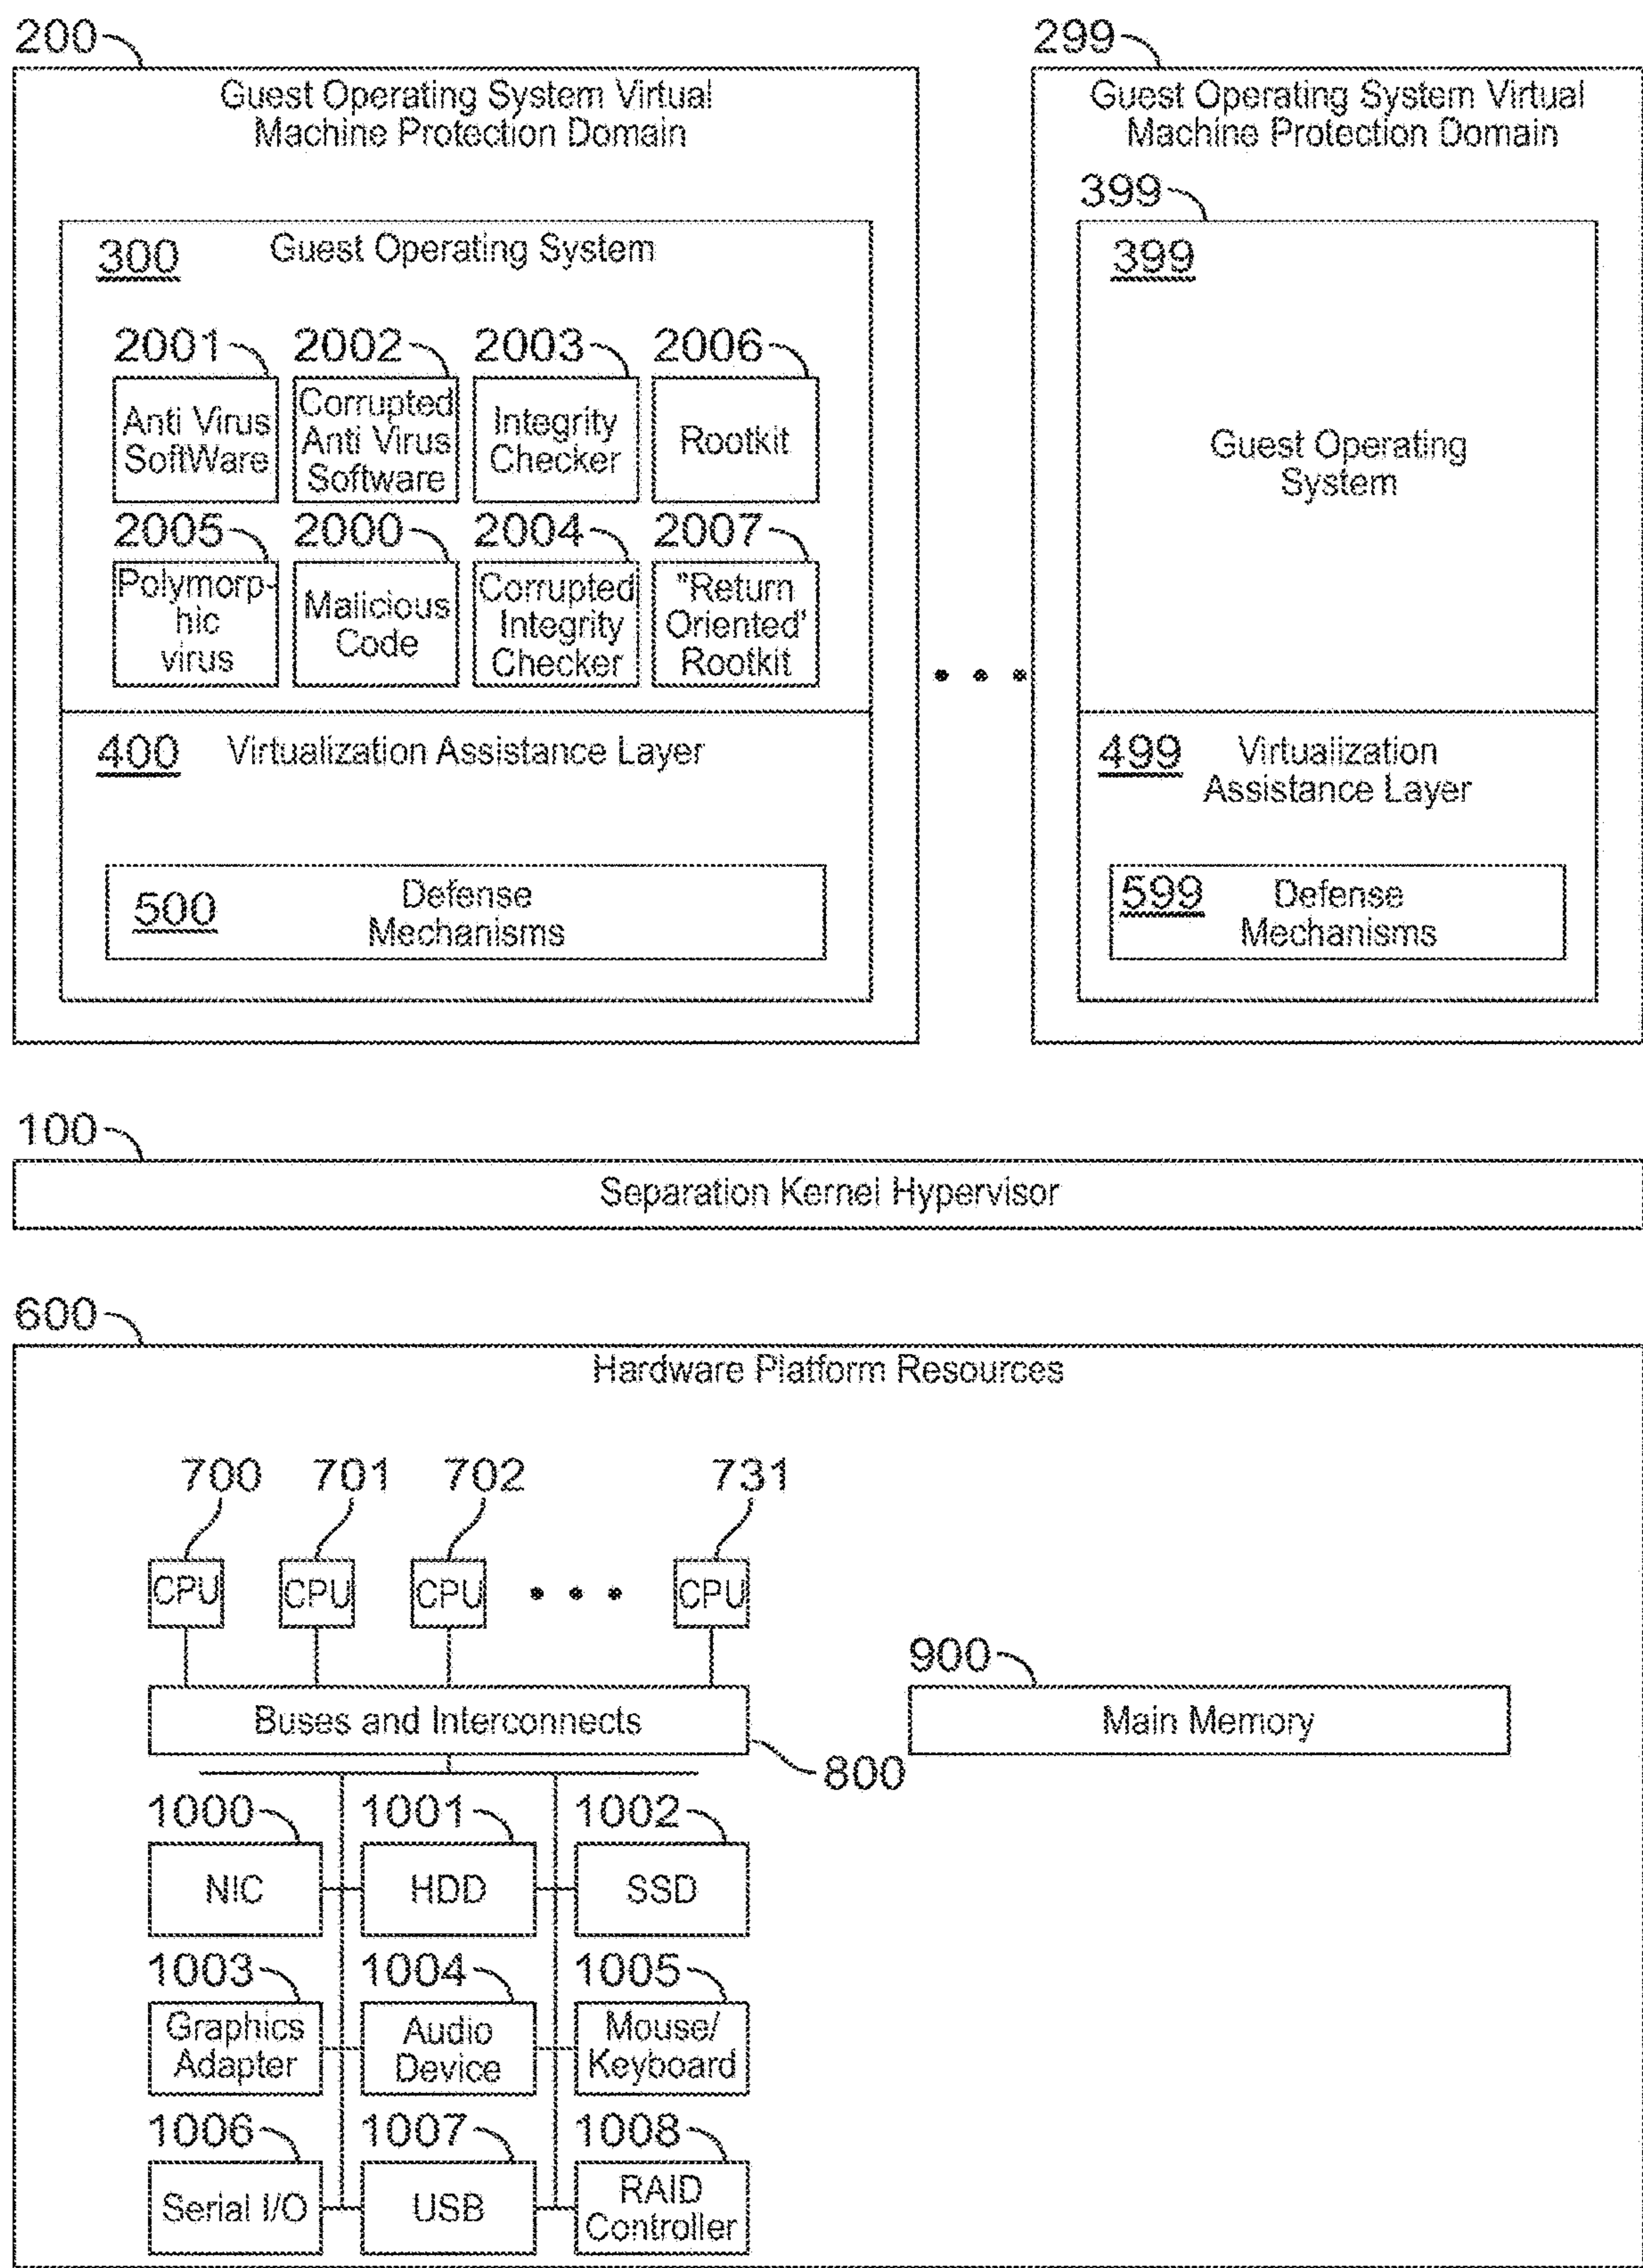 200
299
Guest Operating System Virtual
Machine Protection Domain
Guest Operating System Virtual
Machine Protection Domain
399
300
Guest Operating System
399
2001
2002
2003
2006
Anti Virus
SoftWare
Corrupted
Anti Virus
Software
Integrity
Checker
Rootkit
Guest Operating
System
2005
2000
2004
2007
Polymorp-
hic
virus
Malicious
Code
Corrupted
Integrity
Checker
"Return
Oriented'
Rootkit
400
Virtualization Assistance Layer
499
Virtualization
Assistance Layer
500
Defense
Mechanisms
599
Defense
Mechanisms
100
Separation Kernel Hypervisor
600
Hardware Platform Resources
700
701
702
731
CPU
CPU
CPU
CPU
900
Buses and Interconnects
Main Memory
800
1000
1001
1002
NIC
HDD
SSD
1003
1004
1005
Graphics
Adapter
Audio
Device
Mouse/
Keyboard
1006
1007
1008
Serial I/O
USB
RAID
Controller